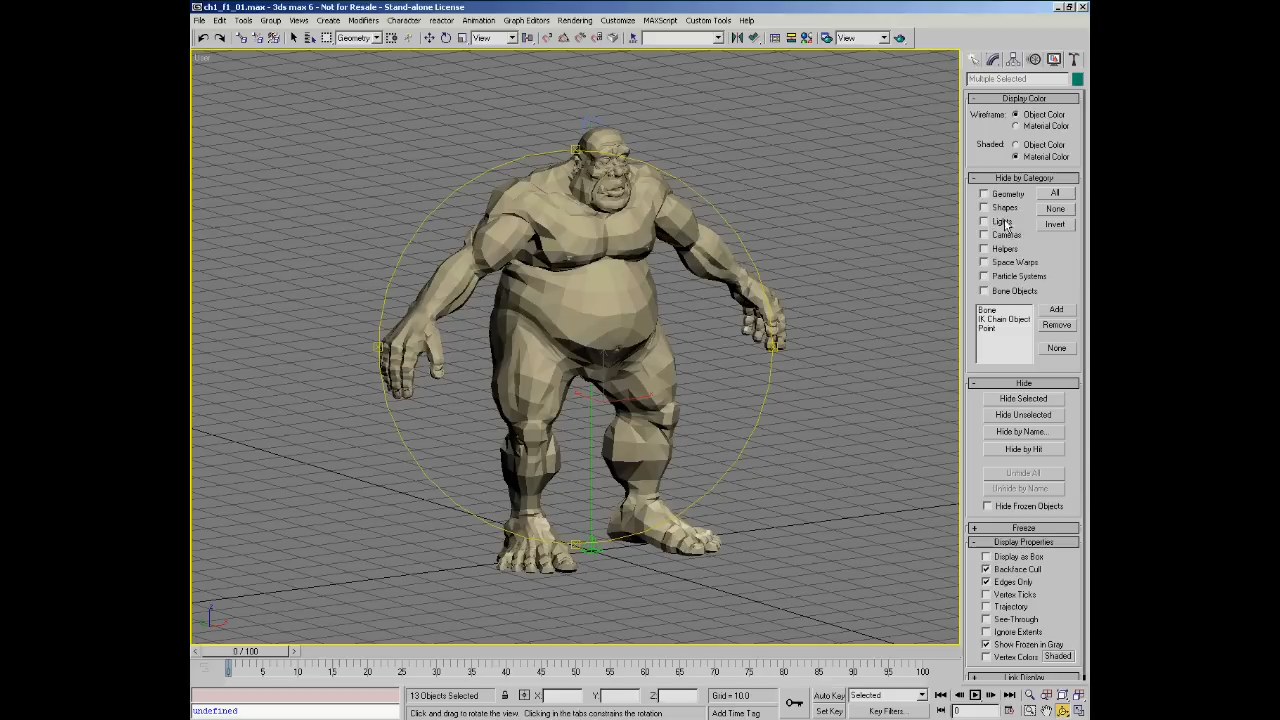 ch1_f1_01.max - 3ds max 6 - Not for Resale - Stand-alone License
File Edit Tools Group Views Create Modifiers Character reactor Animation Graph Editors Rendering Customize MAXScript Custom Tools Help
Geometry View View
User
Multiple Selected
- Display Color
Wireframe: Object Color
Material Color
Shaded: Object Color
Material Color
- Hide by Category
Geometry All
Shapes None
Lights Invert
Cameras
Helpers
Space Warps
Particle Systems
Bone Objects
Bone Add
IK Chain Object Remove
Point
None
- Hide
Hide Selected
Hide Unselected
Hide by Name...
Hide by Hit
Unhide All
Unhide by Name...
Hide Frozen Objects
+ Freeze
- Display Properties
Display as Box
Backface Cull
Edges Only
Vertex Ticks
Trajectory
See-Through
Ignore Extents
Show Frozen in Gray
Vertex Colors Shaded
+ Link Display
< 0 / 100 >
0 5 10 15 20 25 30 35 40 45 50 55 60 65 70 75 80 85 90 95 100
13 Objects Selected X: Y: Z: Grid = 10.0 Auto Key Selected
undefined Click and drag to rotate the view. Clicking in the tabs constrains the rotation Add Time Tag Set Key Key Filters... 0